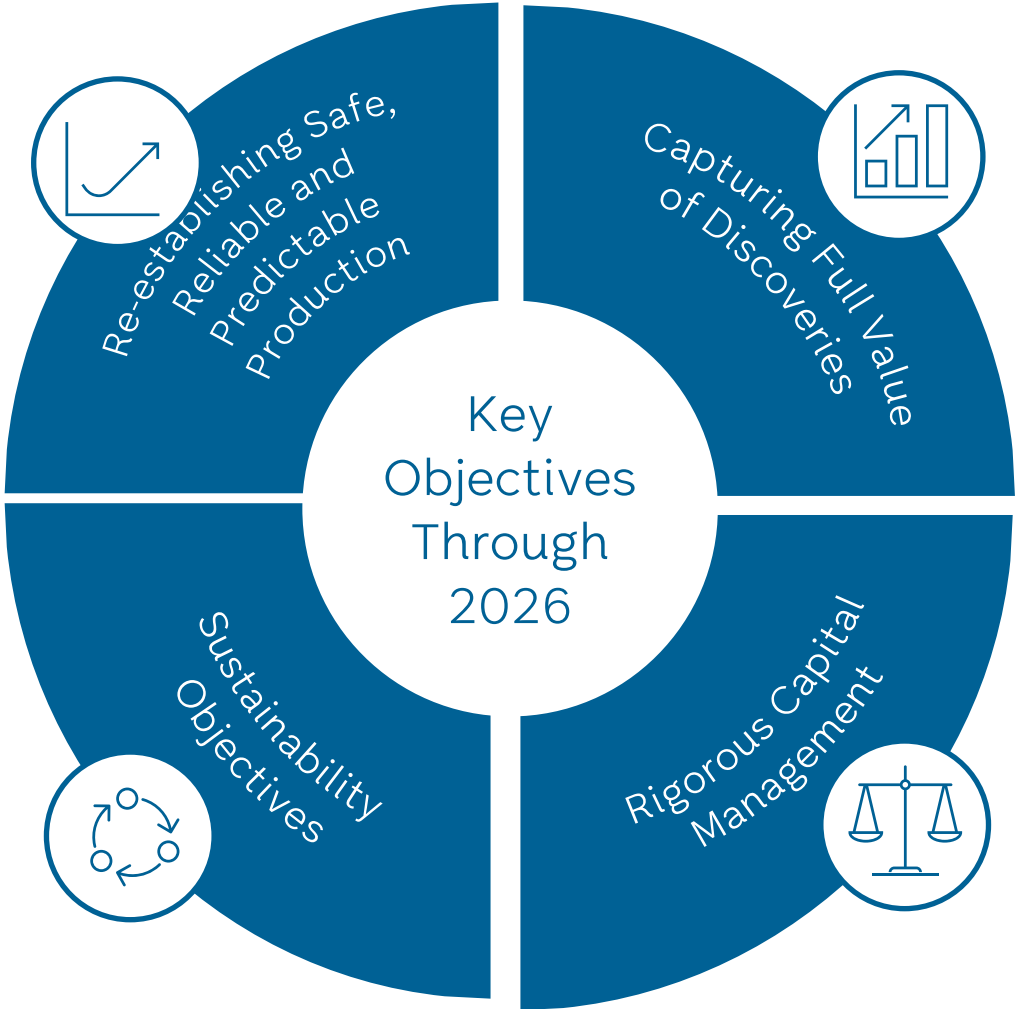 Re-establishing Safe,
Reliable and
Predictable
Production
Capturing Full Value
of Discoveries
Key
Objectives
Through
2026
Sustainability
Objectives
Rigorous Capital
Management